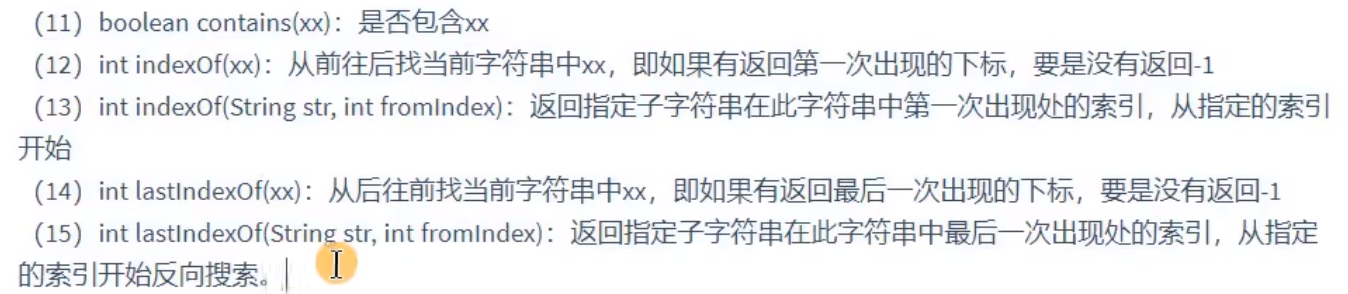 （11）boolean contains(xx)：是否包含xx
（12）int indexOf(xx)：从前往后找当前字符串中xx，即如果有返回第一次出现的下标，要是没有返回-1
（13）int indexOf(String str, int fromIndex)：返回指定子字符串在此字符串中第一次出现处的索引，从指定的索引
开始
（14）int lastIndexOf(xx)：从后往前找当前字符串中xx，即如果有返回最后一次出现的下标，要是没有返回-1
（15）int lastIndexOf(String str, int fromIndex)：返回指定子字符串在此字符串中最后一次出现处的索引，从指定
的索引开始反向搜索。